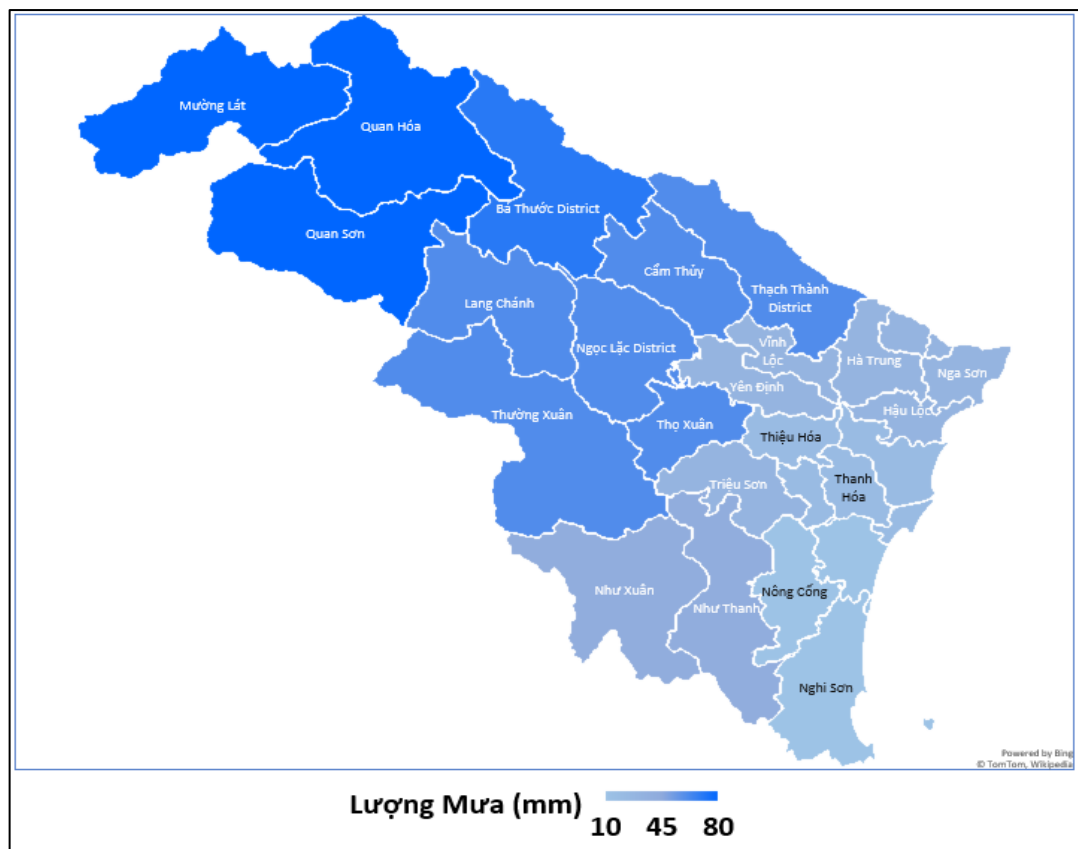 Mường Lát
Quan Hóa
Bá Thước District
Quan Sơn
Cẩm Thủy
Thạch Thành
District
Lang Chánh
Ngọc Lặc District
Vĩnh
Lộc
Hà Trung
Nga Sơn
Yên Định
Thường Xuân
Thọ Xuân
Hậu Lộc
Thiệu Hóa
Triệu Sơn
Thanh
Hóa
Như Xuân
Như Thanh
Nông Cống
Nghi Sơn
Powered by Bing
© TomTom, Wikipedia
Lượng Mưa (mm)
10 45 80